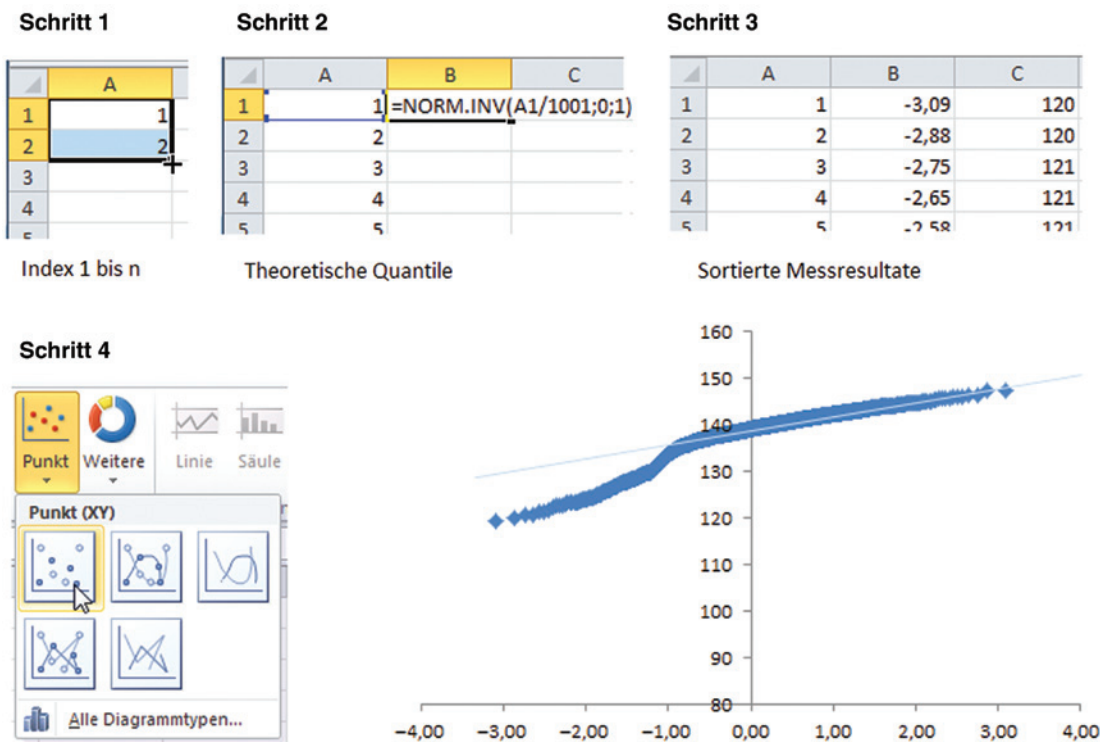 Schritt 1
A
1 1
2 2
3
4
5
Index 1 bis n
Schritt 2
A B C
1 1 =NORM.INV(A1/1001;0;1)
2 2
3 3
4 4
5 5
Theoretische Quantile
Schritt 3
A B C
1 1 -3,09 120
2 2 -2,88 120
3 3 -2,75 121
4 4 -2,65 121
5 5 -2,58 121
Sortierte Messresultate
Schritt 4
Punkt Weitere Linie Säule
Punkt (XY)
Alle Diagrammtypen...
160
150
140
130
120
110
100
90
80
−4,00 −3,00 −2,00 −1,00 0,00 1,00 2,00 3,00 4,00